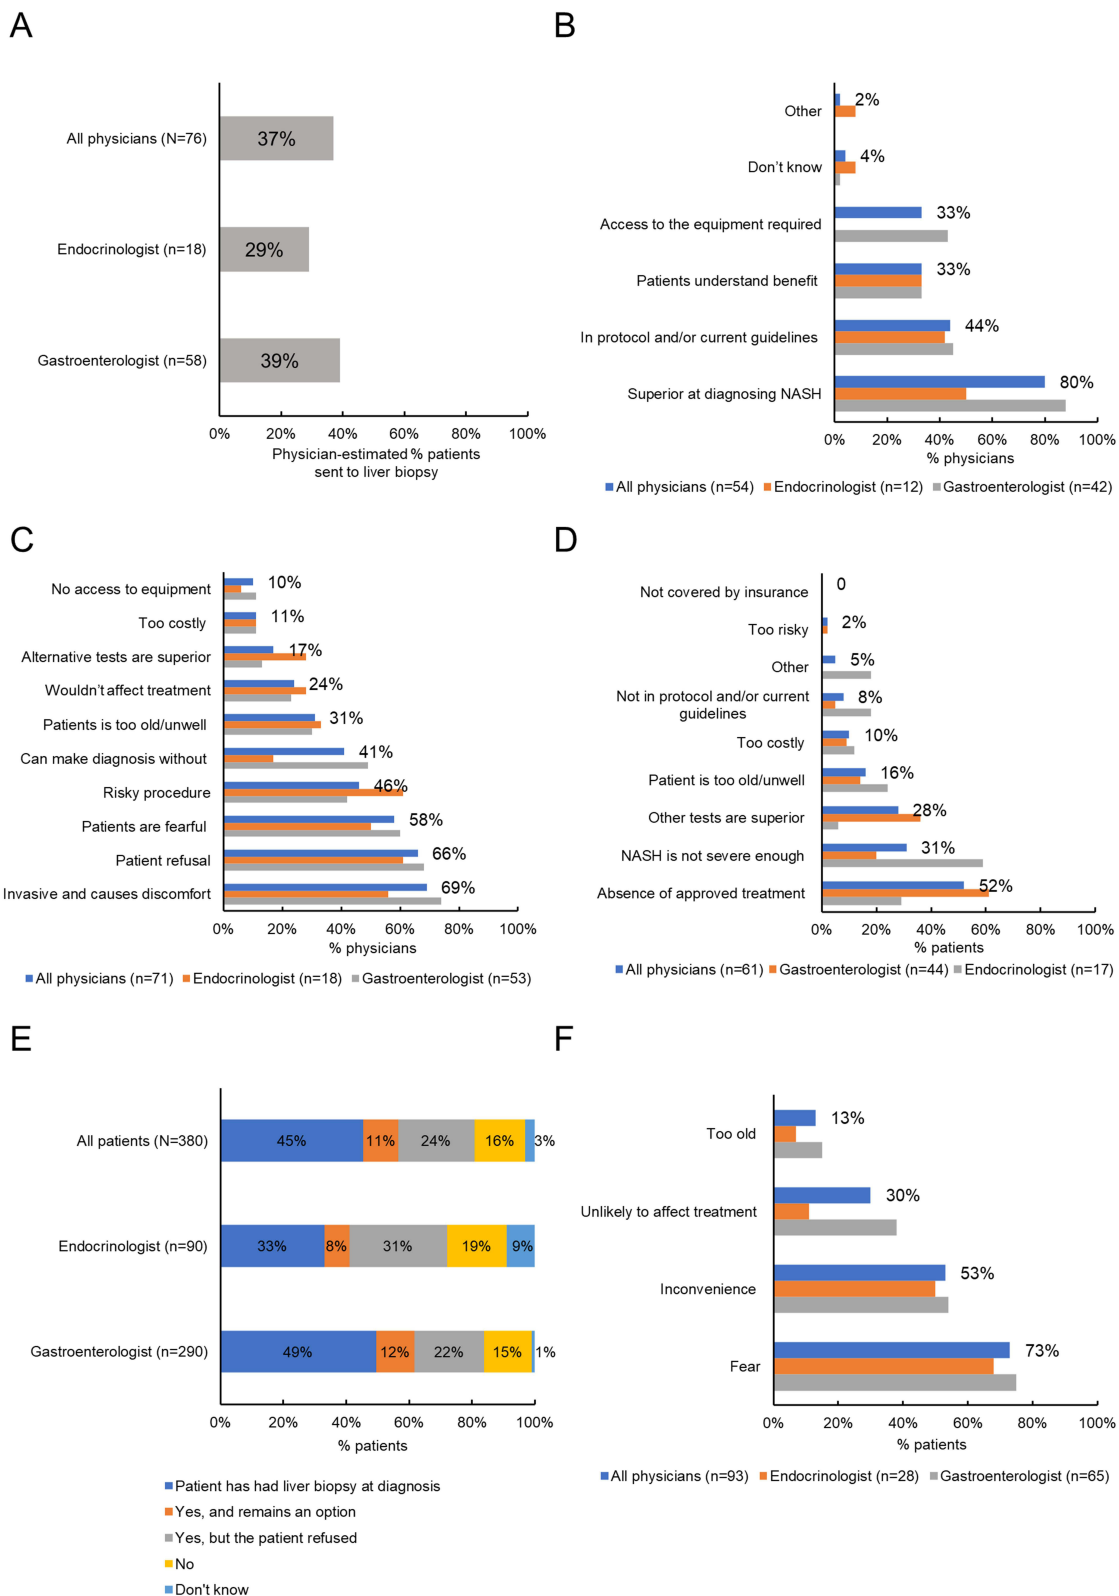 A
All physicians (N=76)
37%
Endocrinologist (n=18)
29%
Gastroenterologist (n=58)
39%
0% 20% 40% 60% 80% 100%
Physician-estimated % patients
sent to liver biopsy
B
Other
2%
Don't know
4%
Access to the equipment required
33%
Patients understand benefit
33%
In protocol and/or current guidelines
44%
Superior at diagnosing NASH
80%
0% 20% 40% 60% 80% 100%
% physicians
All physicians (n=54) Endocrinologist (n=12) Gastroenterologist (n=42)
C
No access to equipment
10%
Too costly
11%
Alternative tests are superior
17%
Wouldn't affect treatment
24%
Patients is too old/unwell
31%
Can make diagnosis without
41%
Risky procedure
46%
Patients are fearful
58%
Patient refusal
66%
Invasive and causes discomfort
69%
0% 20% 40% 60% 80% 100%
% physicians
All physicians (n=71) Endocrinologist (n=18) Gastroenterologist (n=53)
D
Not covered by insurance
0
Too risky
2%
Other
5%
Not in protocol and/or current
guidelines
8%
Too costly
10%
Patient is too old/unwell
16%
Other tests are superior
28%
NASH is not severe enough
31%
Absence of approved treatment
52%
0% 20% 40% 60% 80% 100%
% patients
All physicians (n=61) Gastroenterologist (n=44) Endocrinologist (n=17)
E
All patients (N=380)
45% 11% 24% 16% 3%
Endocrinologist (n=90)
33% 8% 31% 19% 9%
Gastroenterologist (n=290)
49% 12% 22% 15% 1%
0% 20% 40% 60% 80% 100%
% patients
Patient has had liver biopsy at diagnosis
Yes, and remains an option
Yes, but the patient refused
No
Don't know
F
Too old
13%
Unlikely to affect treatment
30%
Inconvenience
53%
Fear
73%
0% 20% 40% 60% 80% 100%
% patients
All physicians (n=93) Endocrinologist (n=28) Gastroenterologist (n=65)